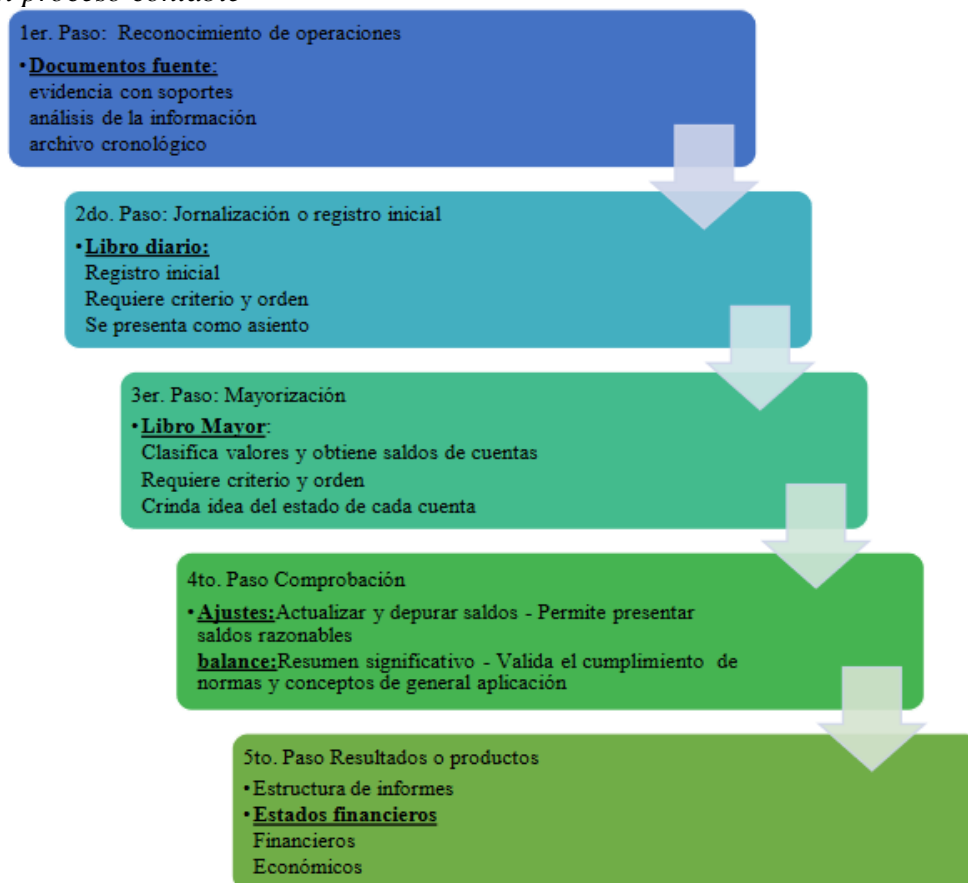 proceso contable
1er. Paso:  Reconocimiento de operaciones
•Documentos fuente:
evidencia con soportes
análisis de la información
archivo cronológico
2do. Paso: Jornalización o registro inicial
•Libro diario:
Registro inicial
Requiere criterio y orden
Se presenta como asiento
3er. Paso: Mayorización
•Libro Mayor:
Clasifica valores y obtiene saldos de cuentas
Requiere criterio y orden
Crinda idea del estado de cada cuenta
4to. Paso Comprobación
•Ajustes:Actualizar y depurar saldos - Permite presentar
saldos razonables
balance:Resumen significativo - Valida el cumplimiento  de
normas y conceptos de general aplicación
5to. Paso Resultados o productos
•Estructura de informes
•Estados financieros
Financieros
Económicos